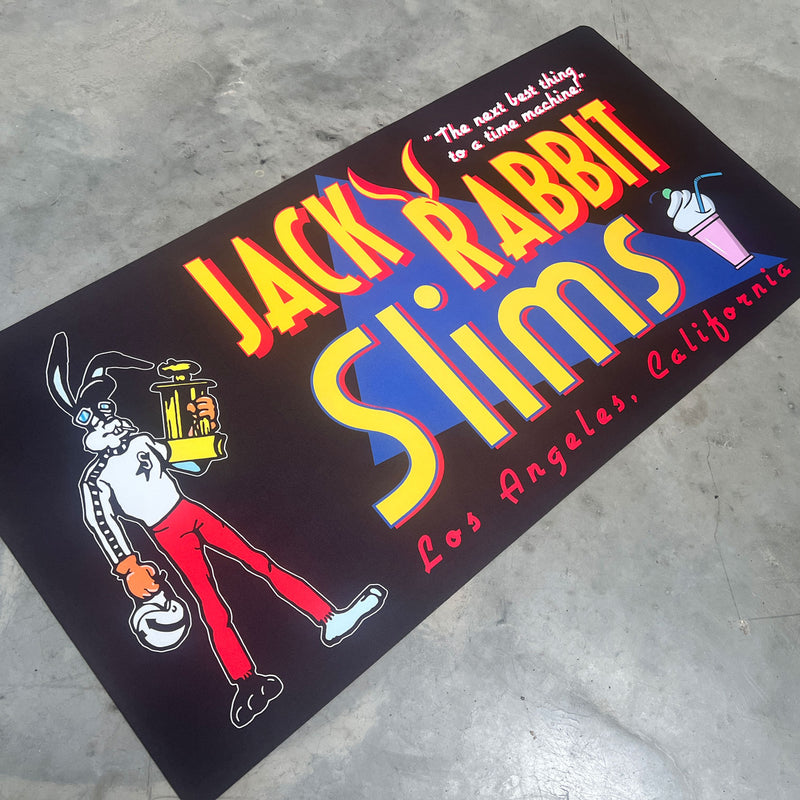 "The next best thing
to a time machine!"
JACK RABBIT
Slims
Los Angeles, California
S